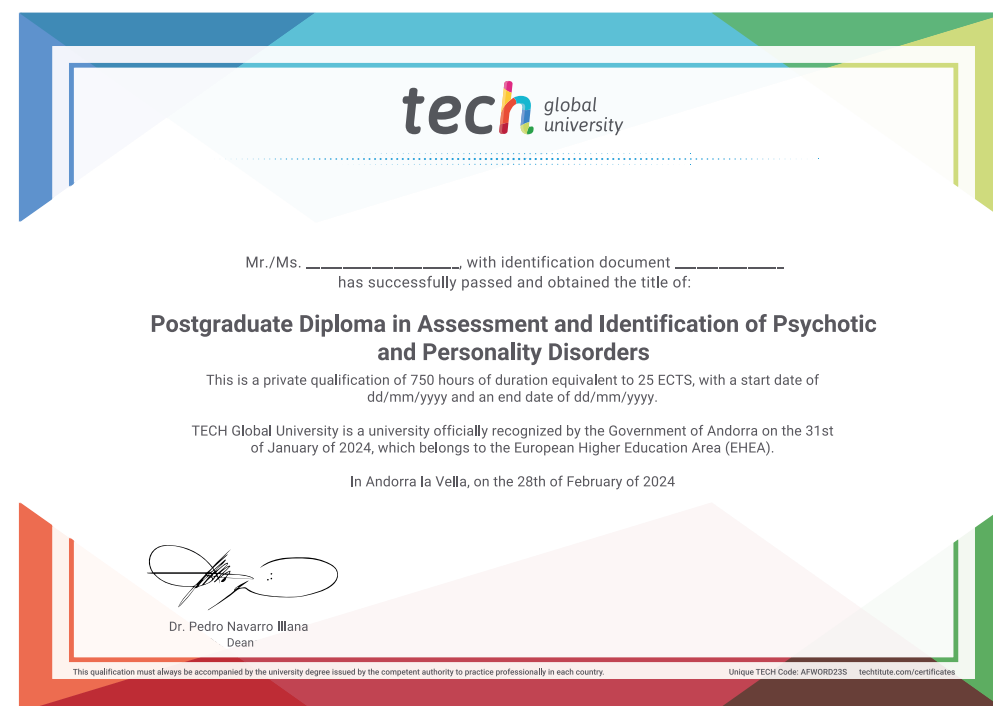 tech global
university
Mr./Ms. _____________________, with identification document _______________
has successfully passed and obtained the title of:
Postgraduate Diploma in Assessment and Identification of Psychotic
and Personality Disorders
This is a private qualification of 750 hours of duration equivalent to 25 ECTS, with a start date of
dd/mm/yyyy and an end date of dd/mm/yyyy.
TECH Global University is a university officially recognized by the Government of Andorra on the 31st
of January of 2024, which belongs to the European Higher Education Area (EHEA).
In Andorra la Vella, on the 28th of February of 2024
Dr. Pedro Navarro Illana
Dean
This qualification must always be accompanied by the university degree issued by the competent authority to practice professionally in each country.
Unique TECH Code: AFWORD23S techtitute.com/certificates